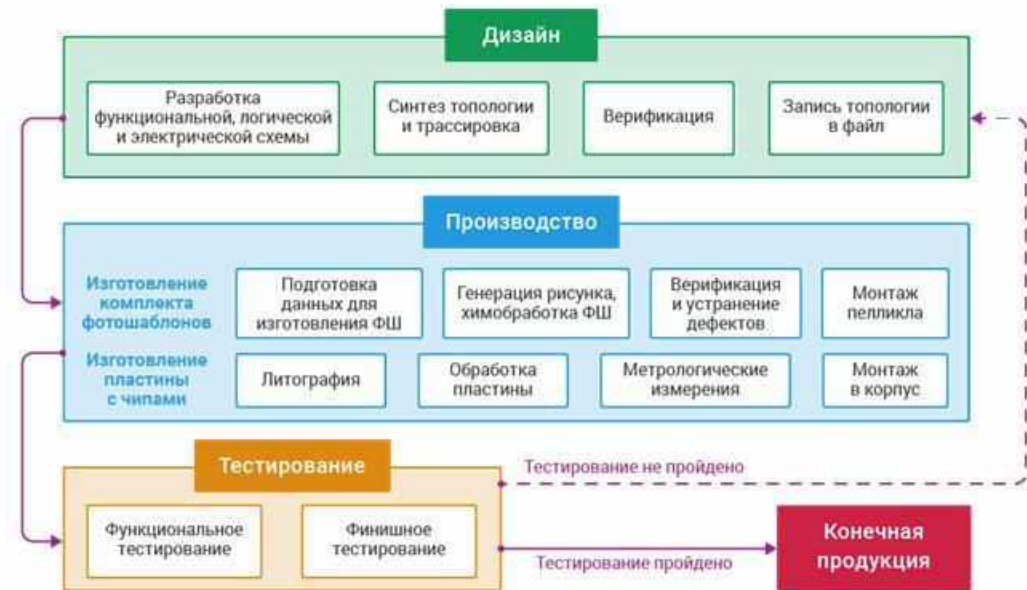 Дизайн
Разработка
функциональной, логической
и электрической схемы
Синтез топологии
и трассировка
Верификация
Запись топологии
в файл
Производство
Изготовление
комплекта
фотошаблонов
Подготовка
данных для
изготовления ФШ
Генерация рисунка,
химобработка ФШ
Верификация
и устранение
дефектов
Монтаж
пелликла
Изготовление
пластины
с чипами
Литография
Обработка
пластины
Метрологические
измерения
Монтаж
в корпус
Тестирование
Функциональное
тестирование
Финишное
тестирование
Тестирование не пройдено
Тестирование пройдено
Конечная
продукция